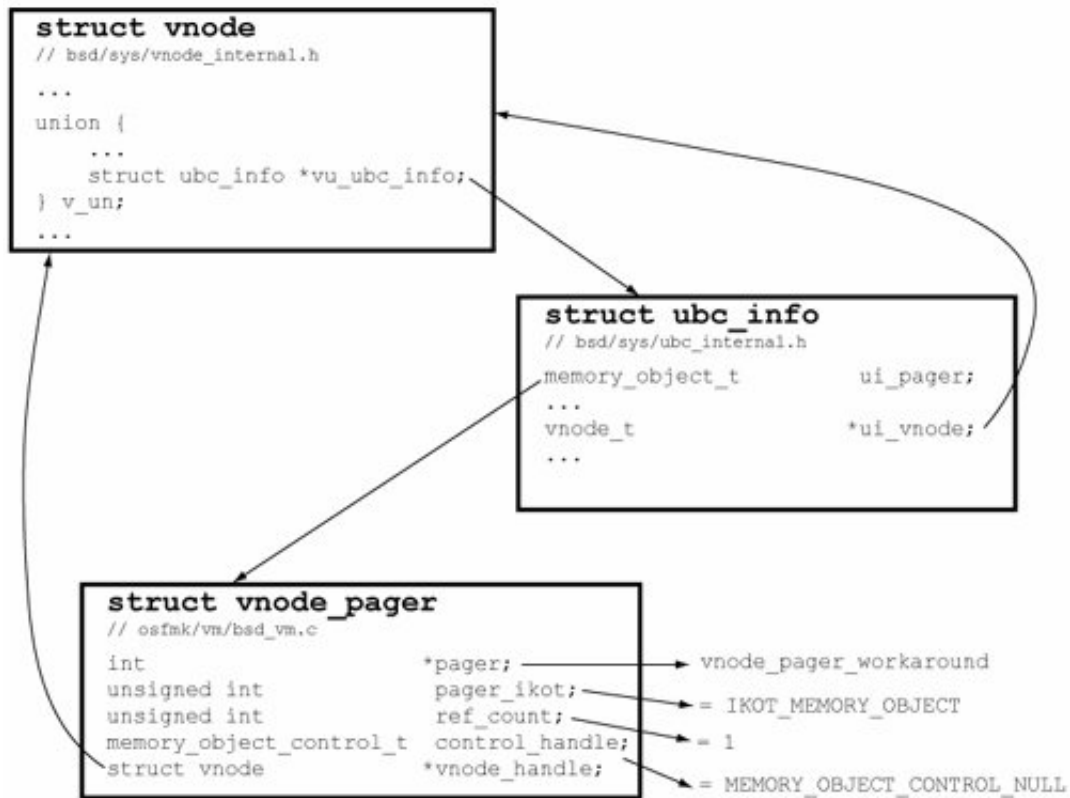 struct vnode
// bsd/sys/vnode_internal.h
...
union {
...
struct ubc_info *vu_ubc_info;
} v_un;
...
struct ubc_info
// bsd/sys/ubc_internal.h
memory_object_t ui_pager;
...
vnode_t *ui_vnode;
...
struct vnode_pager
// osfmk/vm/bsd_vm.c
int *pager; vnode_pager_workaround
unsigned int pager_ikot; = IKOT_MEMORY_OBJECT
unsigned int ref_count; = 1
memory_object_control_t control_handle; = MEMORY_OBJECT_CONTROL_NULL
struct vnode *vnode_handle;